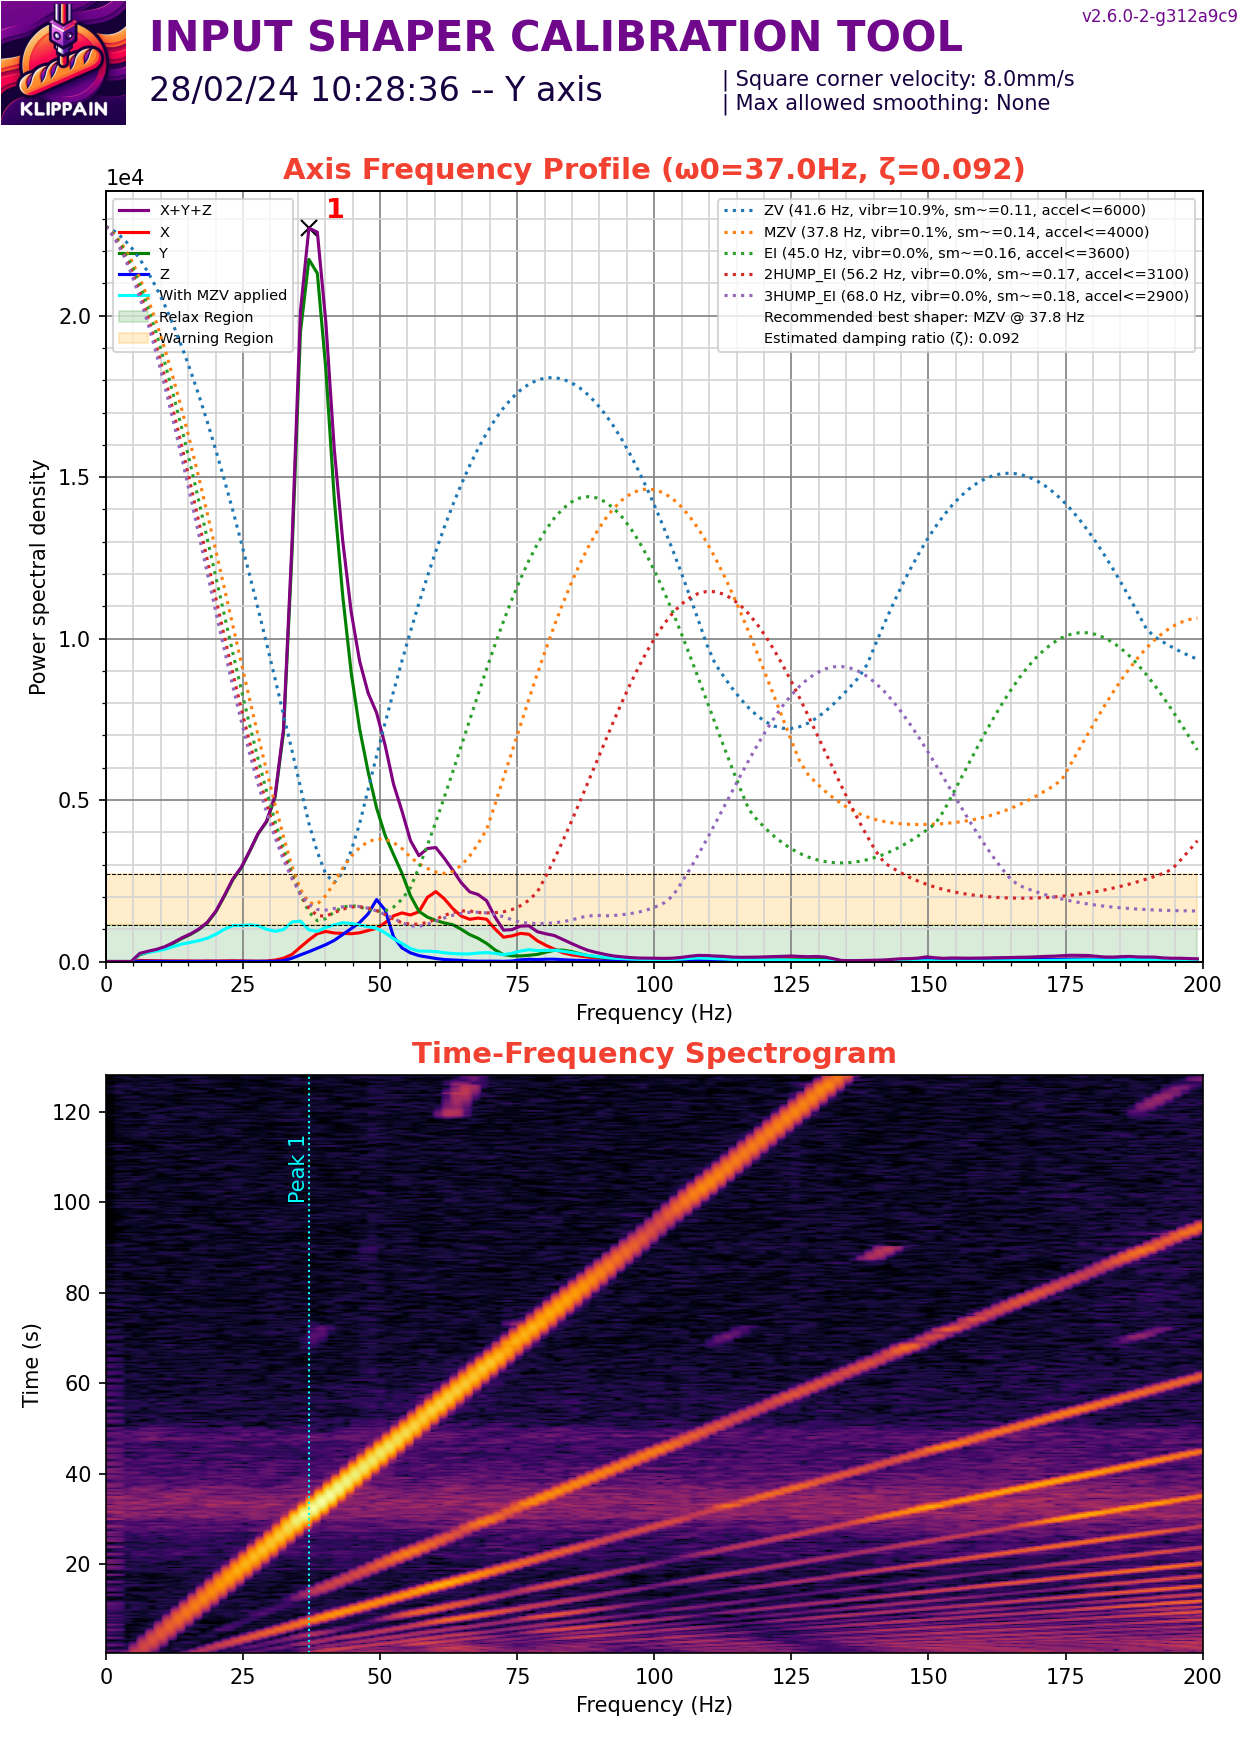 v2.6.0-2-g312a9c9
INPUT SHAPER CALIBRATION TOOL
28/02/24 10:28:36 -- Y axis
| Square corner velocity: 8.0mm/s
| Max allowed smoothing: None
KLIPPAIN
Axis Frequency Profile (ω0=37.0Hz, ζ=0.092)
1e4
1
X+Y+Z
X
Y
Z
With MZV applied
Relax Region
Warning Region
ZV (41.6 Hz, vibr=10.9%, sm~=0.11, accel<=6000)
MZV (37.8 Hz, vibr=0.1%, sm~=0.14, accel<=4000)
EI (45.0 Hz, vibr=0.0%, sm~=0.16, accel<=3600)
2HUMP_EI (56.2 Hz, vibr=0.0%, sm~=0.17, accel<=3100)
3HUMP_EI (68.0 Hz, vibr=0.0%, sm~=0.18, accel<=2900)
Recommended best shaper: MZV @ 37.8 Hz
Estimated damping ratio (ζ): 0.092
Power spectral density
2.0
1.5
1.0
0.5
0.0
0 25 50 75 100 125 150 175 200
Frequency (Hz)
Time-Frequency Spectrogram
Time (s)
120
100
80
60
40
20
Peak 1
0 25 50 75 100 125 150 175 200
Frequency (Hz)